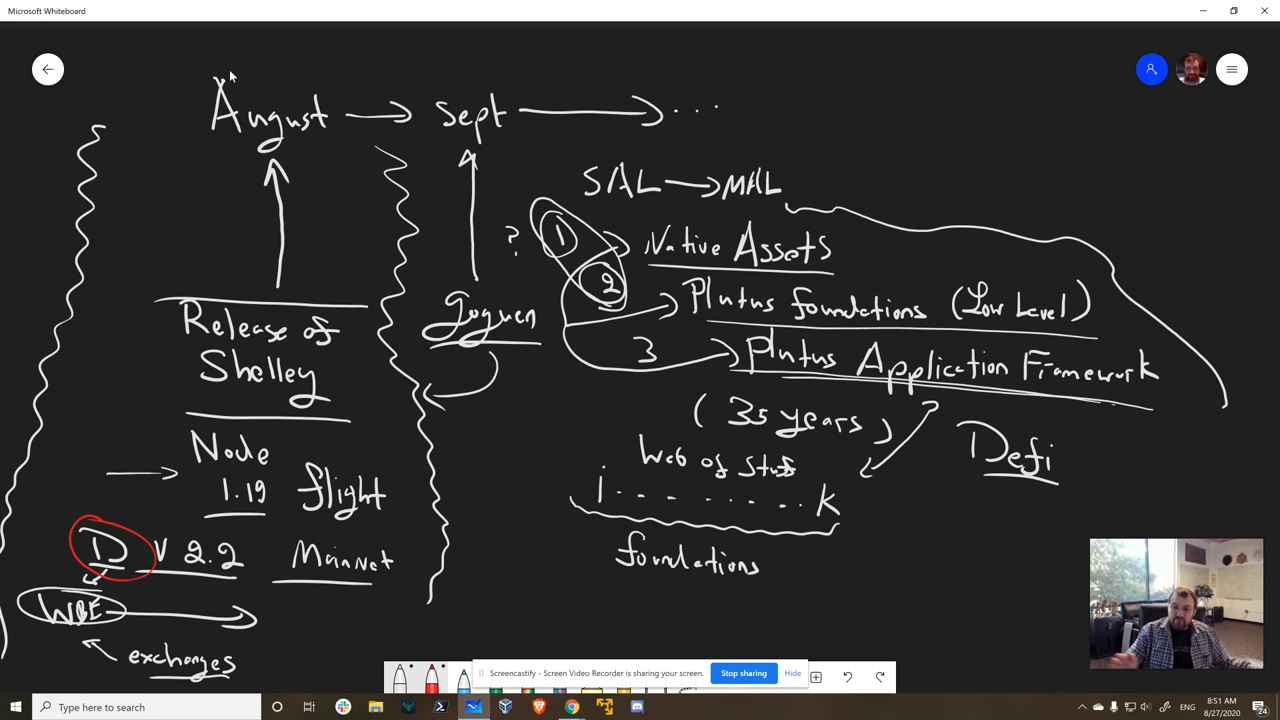 Microsoft Whiteboard
August → Sept → ...
SAL → MAL
?
1
Native Assets
2
Plutus foundations (Low Level)
3
Plutus Application Framework
Release of
Shelley
Goguen
(35 years)
Defi
Web of Stuff
1 . . . . . . . . k
foundations
Node
1.19 flight
D V 2.2 Mainnet
WBE
exchanges
Screencastify - Screen Video Recorder is sharing your screen.
Stop sharing
Hide
Type here to search
ENG
8:51 AM
8/27/2020
24